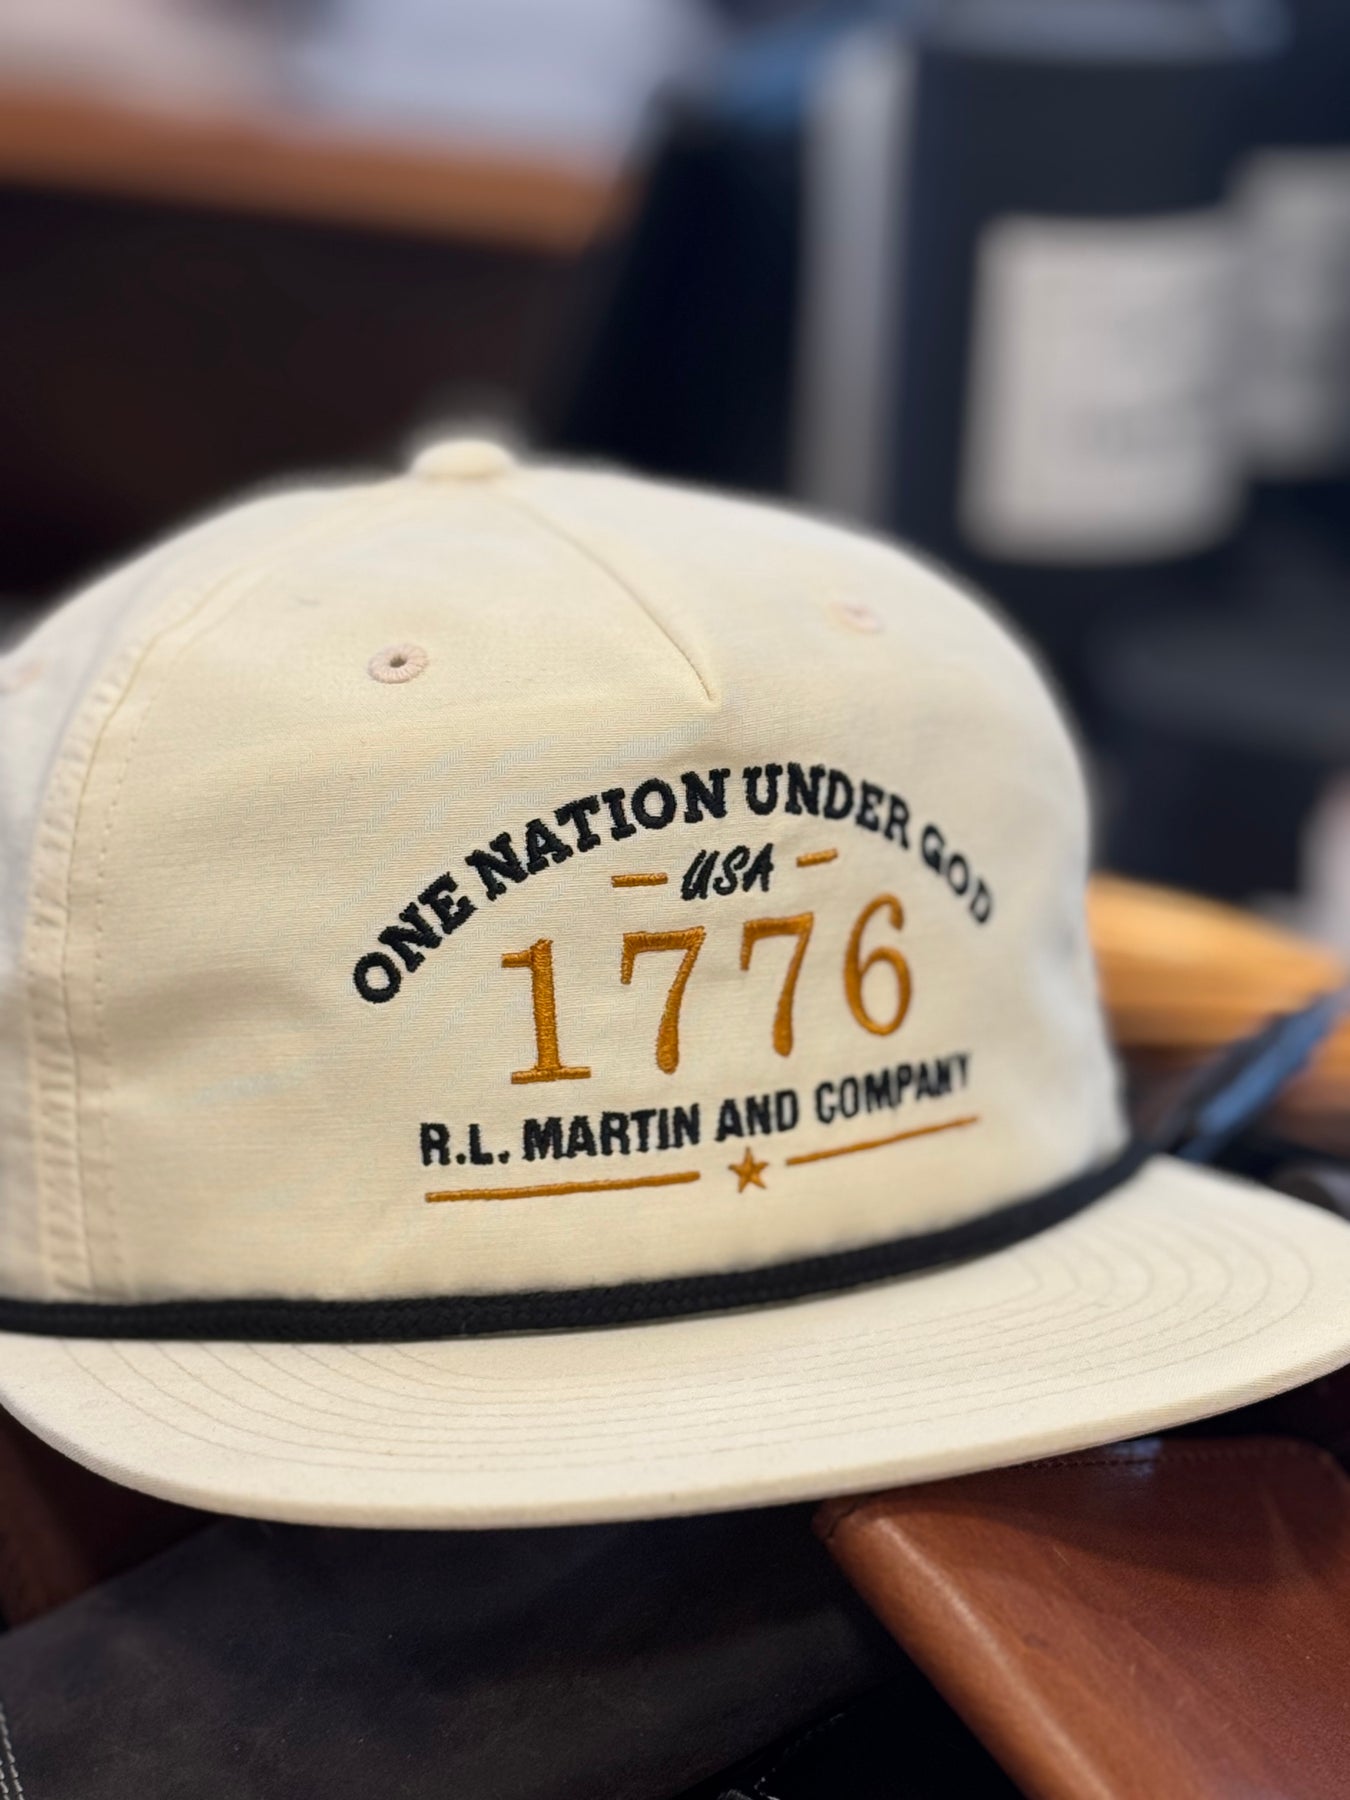 ONE NATION UNDER GOD
- USA -
1776
R.L. MARTIN AND COMPANY